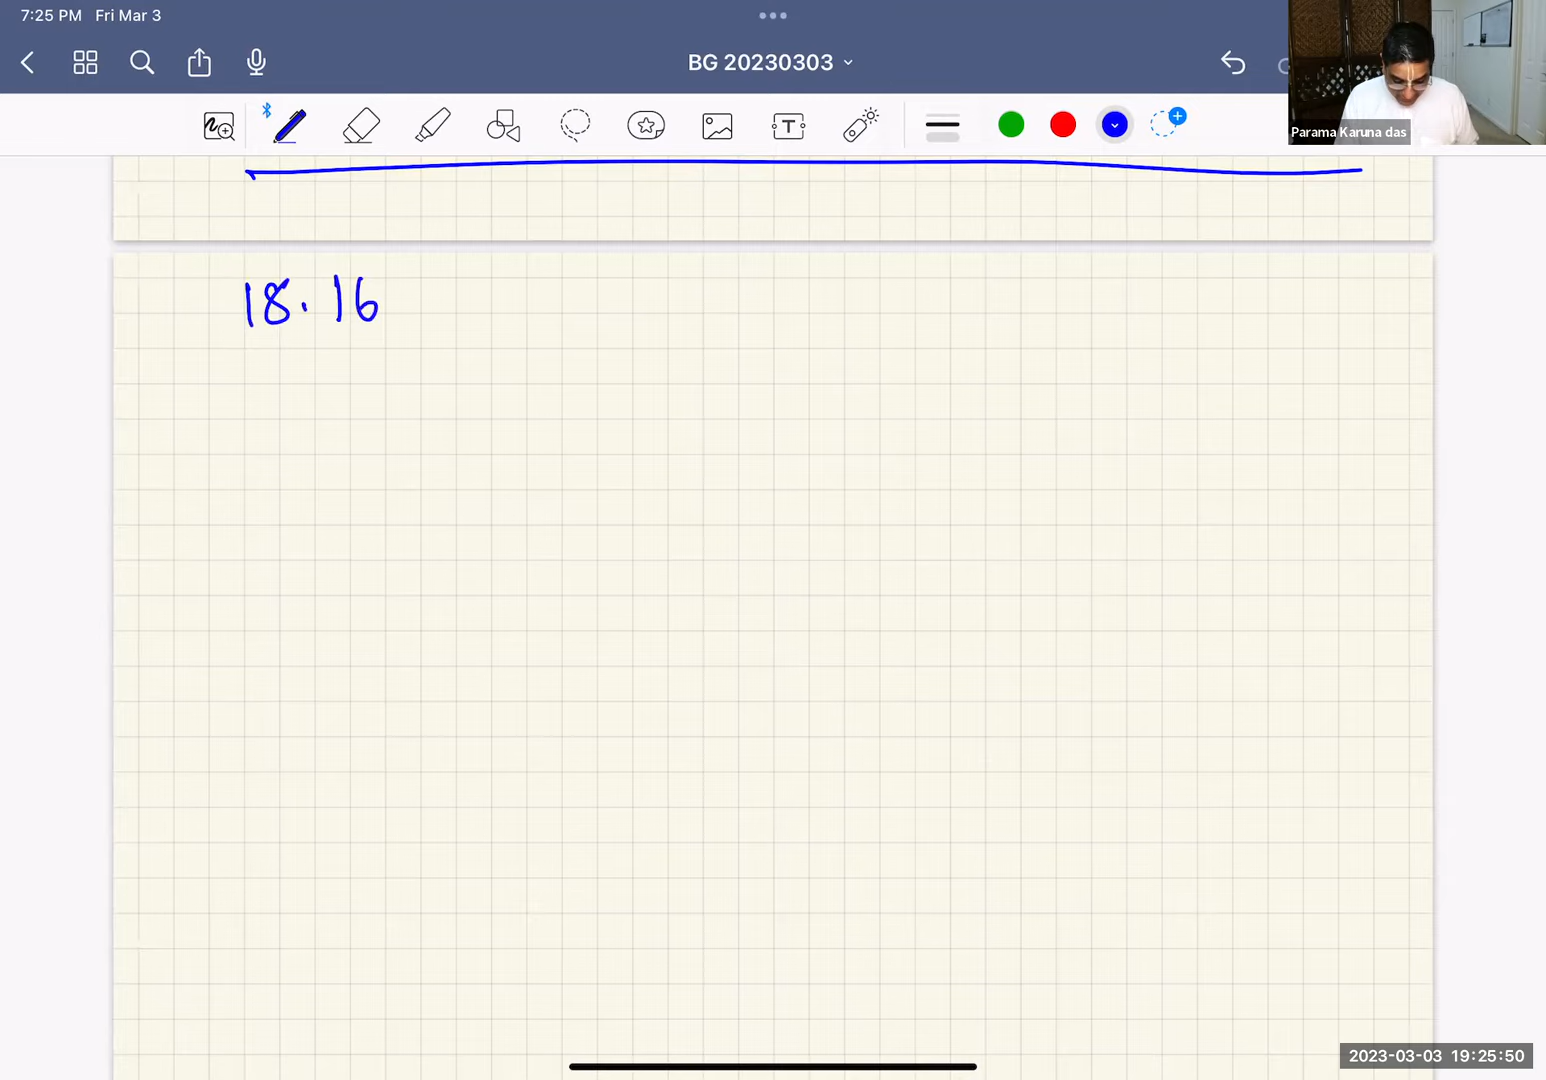 7:25 PM Fri Mar 3
BG 20230303
T
Parama Karuna das
18.16
2023-03-03 19:25:50